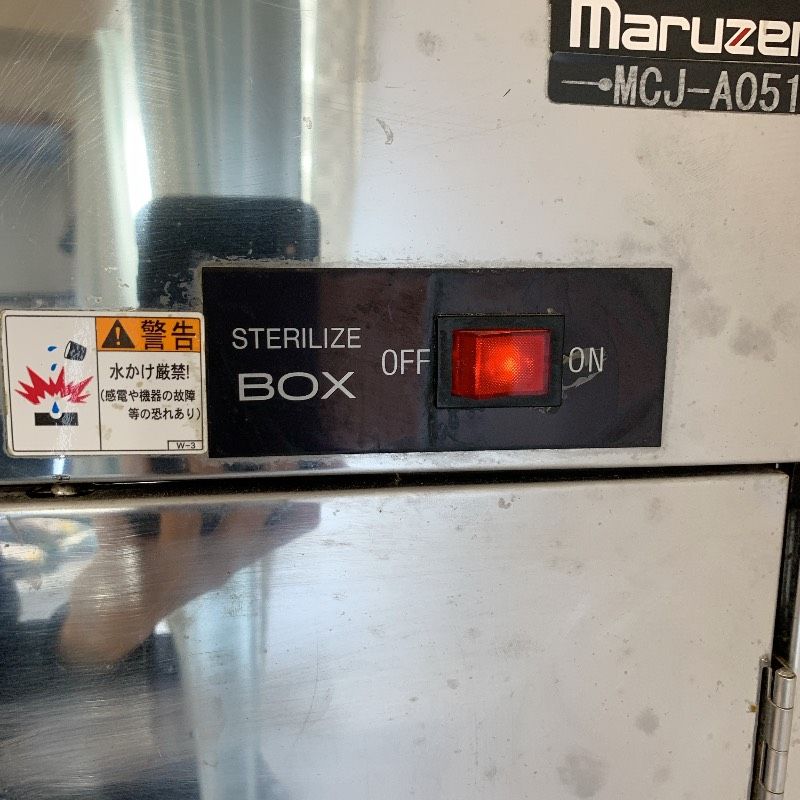 maruzen
MCJ-A051
警告
水かけ厳禁!
(感電や機器の故障
等の恐れあり)
W-3
STERILIZE
BOX
OFF
ON